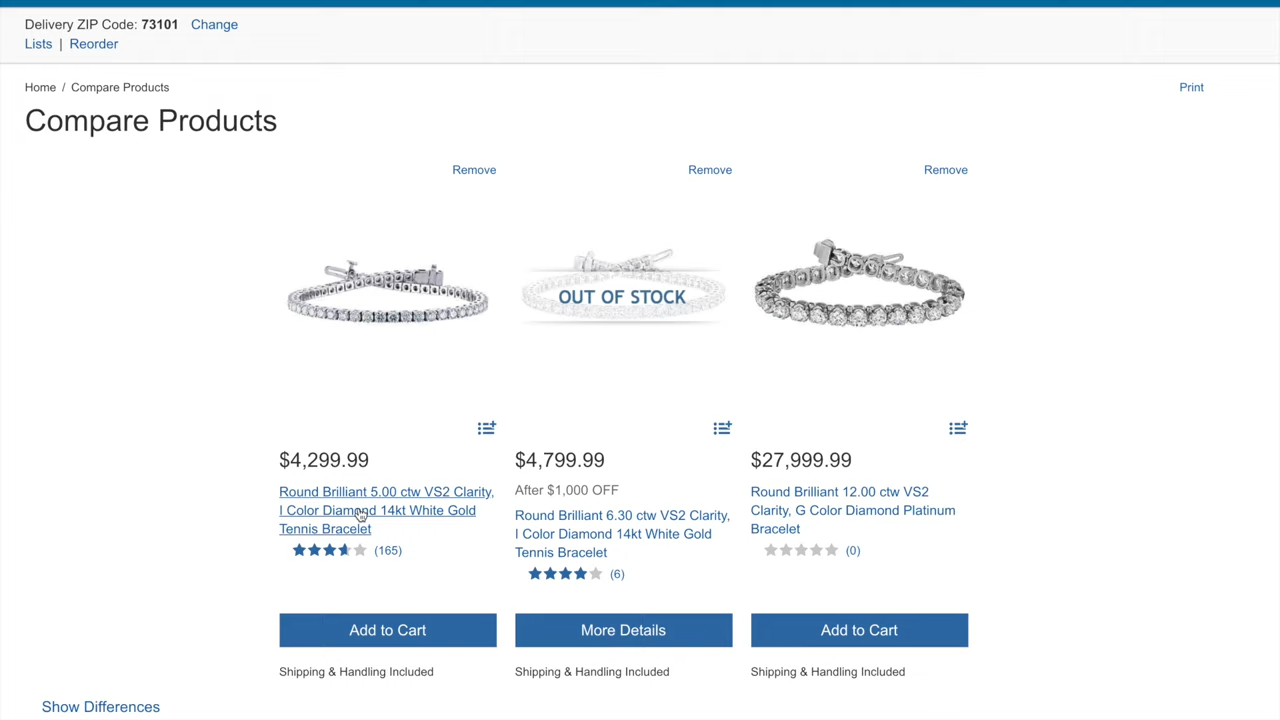 Delivery ZIP Code: 73101 Change
Lists | Reorder
Home / Compare Products
Print
Compare Products
Remove
Remove
Remove
OUT OF STOCK
$4,299.99
Round Brilliant 5.00 ctw VS2 Clarity,
I Color Diamond 14kt White Gold
Tennis Bracelet
(165)
Add to Cart
Shipping & Handling Included
$4,799.99
After $1,000 OFF
Round Brilliant 6.30 ctw VS2 Clarity,
I Color Diamond 14kt White Gold
Tennis Bracelet
(6)
More Details
Shipping & Handling Included
$27,999.99
Round Brilliant 12.00 ctw VS2
Clarity, G Color Diamond Platinum
Bracelet
(0)
Add to Cart
Shipping & Handling Included
Show Differences